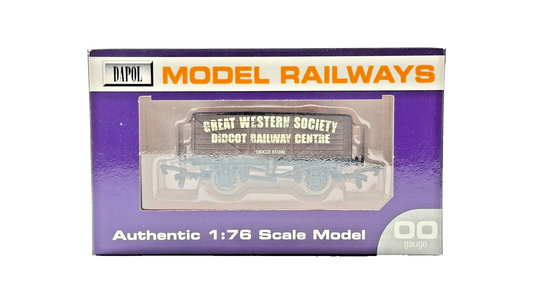 DAPOL
MODEL RAILWAYS
GREAT WESTERN SOCIETY
DIDCOT RAILWAY CENTRE
Authentic 1:76 Scale Model
OO
gauge